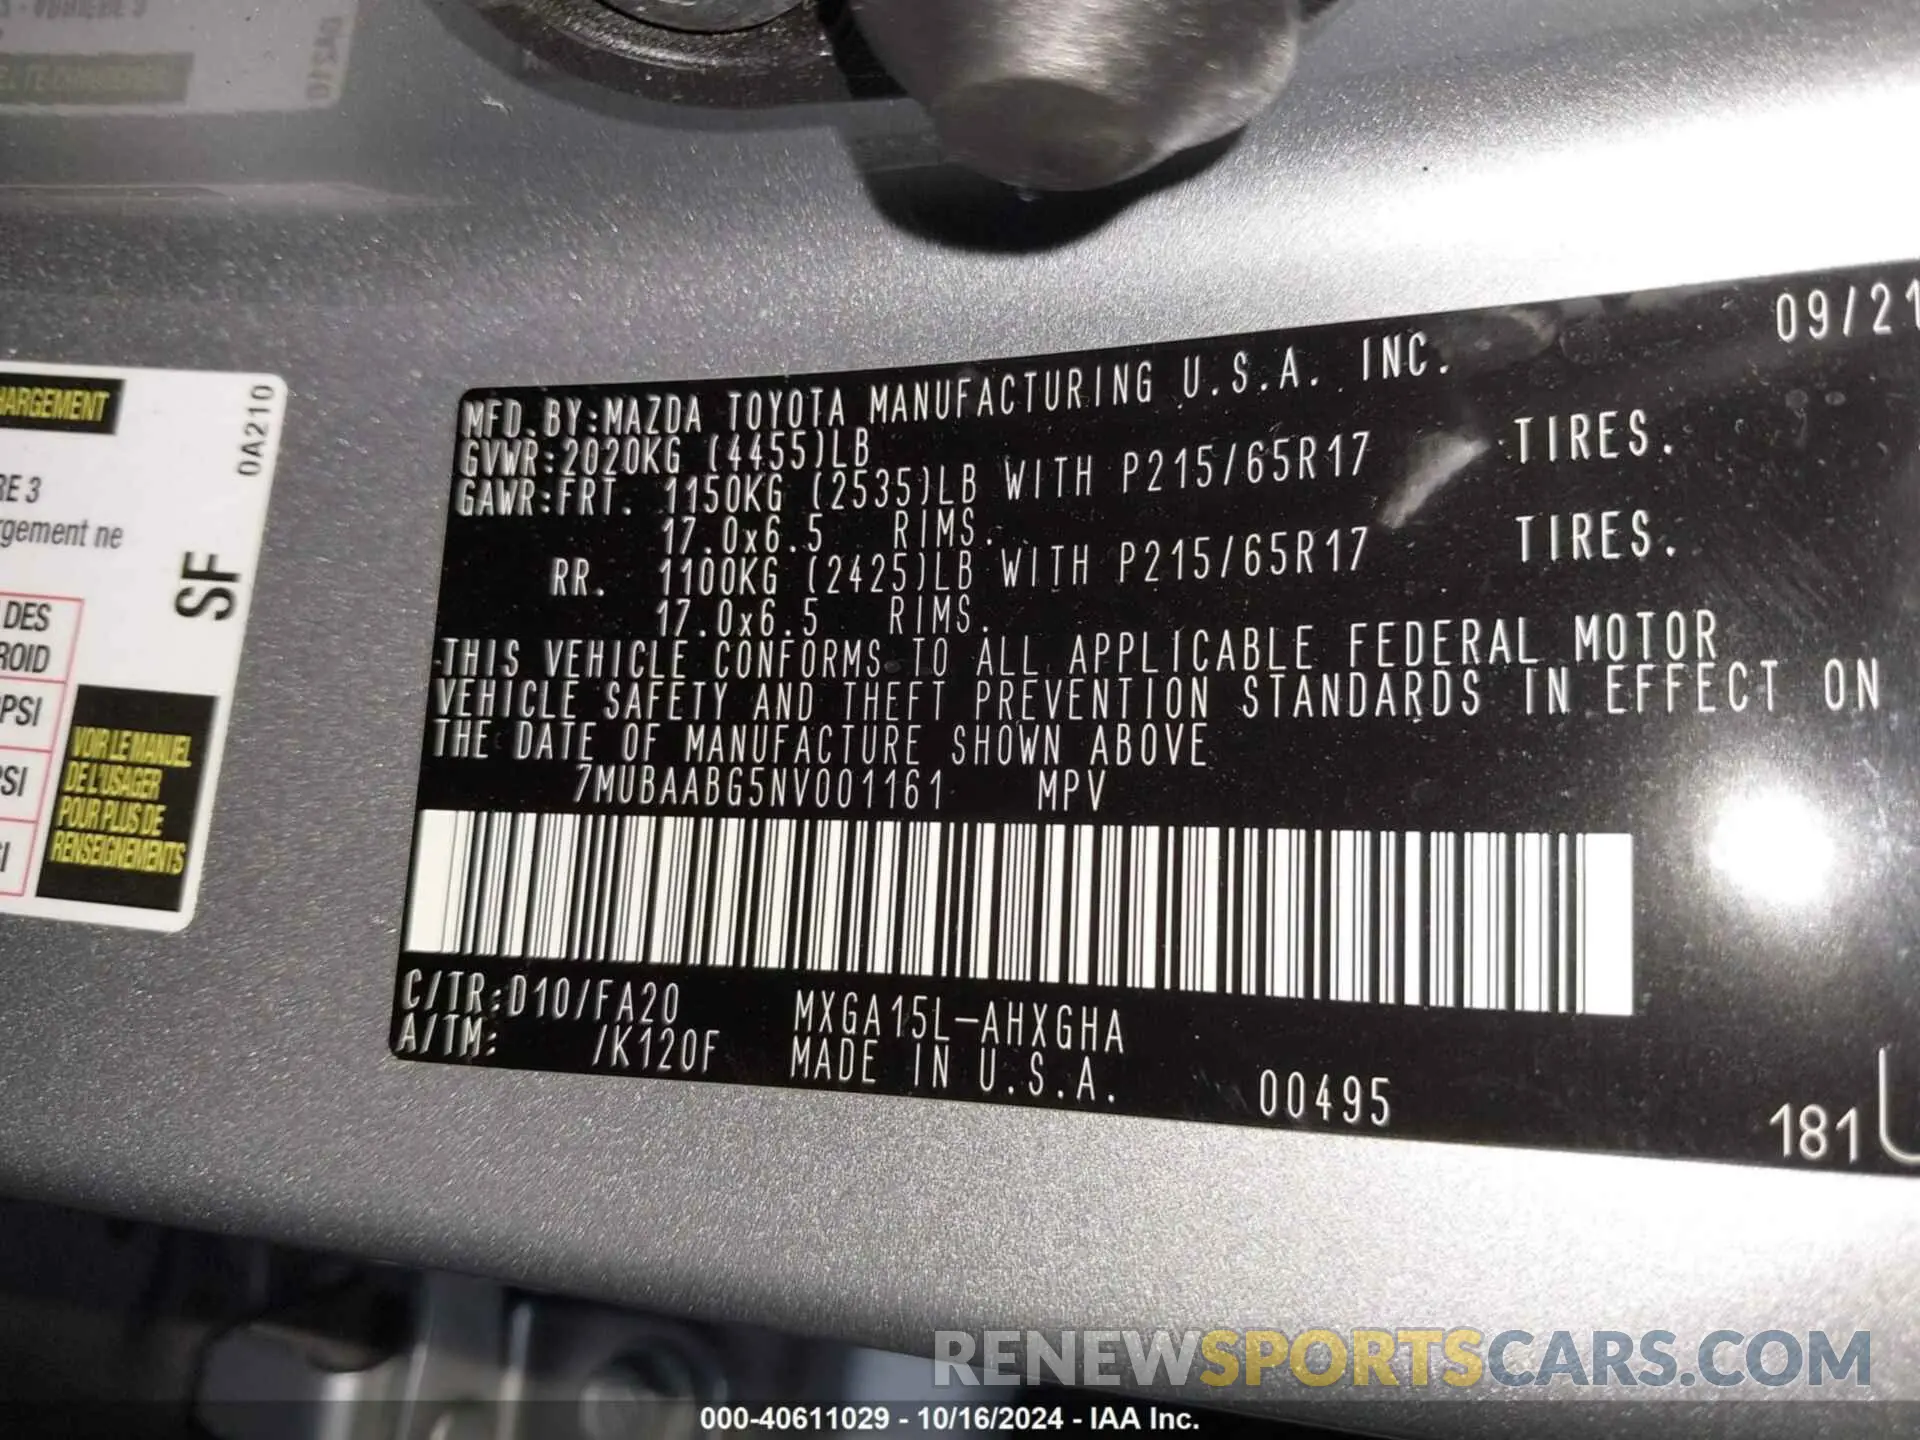 09/21
MFD. BY:MAZDA TOYOTA MANUFACTURING U.S.A. INC.
GVWR:2020KG (4455)LB
GAWR:FRT. 1150KG (2535)LB WITH P215/65R17 TIRES.
17.0x6.5 RIMS.
RR. 1100KG (2425)LB WITH P215/65R17 TIRES.
17.0x6.5 RIMS.
THIS VEHICLE CONFORMS TO ALL APPLICABLE FEDERAL MOTOR
VEHICLE SAFETY AND THEFT PREVENTION STANDARDS IN EFFECT ON
THE DATE OF MANUFACTURE SHOWN ABOVE
7MUBAABG5NV001161 MPV
C/TR:D10/FA20 MXGA15L-AHXGHA
A/TM: /K120F MADE IN U.S.A.
00495
181
HARGEMENT
0A210
RE 3
rgement ne
SF
DES
ROID
PSI
VOIR LE MANUEL
DE L'USAGER
POUR PLUS DE
RENSEIGNEMENTS
RENEWSPORTSCARS.COM
000-40611029 - 10/16/2024 - IAA Inc.